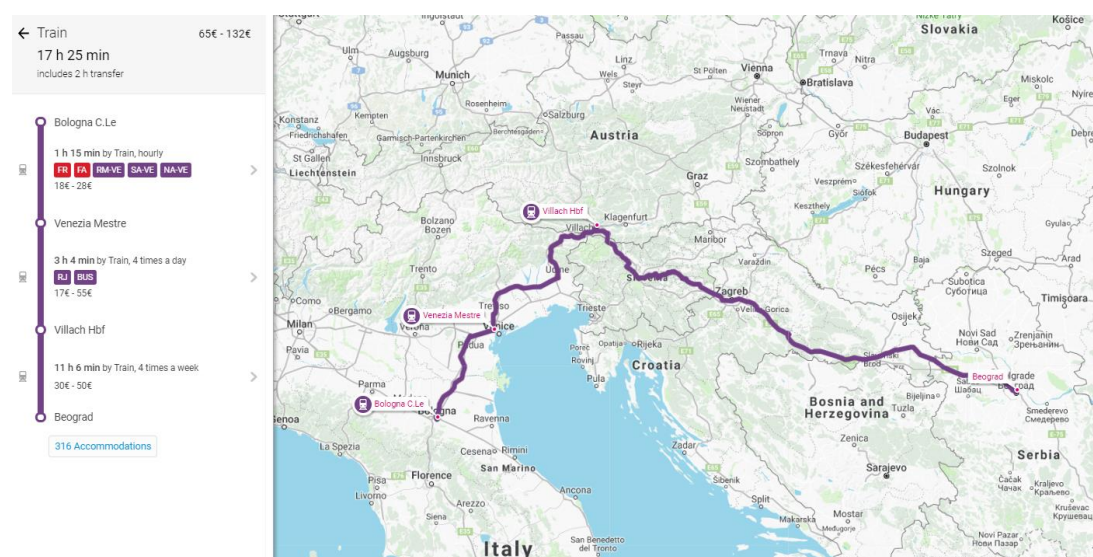 Train
65€ - 132€
17 h 25 min
includes 2 h transfer
Bologna C.Le
1 h 15 min by Train, hourly
FR FA RM-VE SA-VE NA-VE
18€ - 28€
Venezia Mestre
3 h 4 min by Train, 4 times a day
RJ BUS
17€ - 55€
Villach Hbf
11 h 6 min by Train, 4 times a week
30€ - 50€
Beograd
316 Accommodations
Ingolstadt
Passau
Košice
Slovakia
Ulm
Augsburg
Linz
Trnava
Nitra
Munich
Wels
Steyr
St Pölten
Vienna
Bratislava
Miskolc
Wiener
Neustadt
Eger
Rosenheim
Salzburg
Vác
Konstanz
Kempten
Friedrichshafen
Garmisch-Partenkirchen
Berchtesgaden
Austria
Sopron
Győr
Budapest
St Gallen
Innsbruck
Liechtenstein
Szombathely
Székesfehérvár
Szolnok
Graz
Veszprém
Siófok
Hungary
Keszthely
Villach Hbf
Klagenfurt
Villach
Bolzano
Bozen
Maribor
Gyula
Varaždin
Trento
Udine
Pécs
Baja
Szeged
Arad
Slovenia
Subotica
Суботица
Como
Bergamo
Treviso
Trieste
Zagreb
Velika Gorica
Timișoara
Milan
Verona
Venezia Mestre
Venice
Osijek
Pavia
Padua
Poreč
Opatija
Rijeka
Novi Sad
Нови Сад
Zrenjanin
Зрењанин
Rovinj
Pula
Croatia
Slavonski
Beograd
Шабац
Београд
Parma
Bologna C.Le
Bologna
Bijeljina
Bosnia and
Herzegovina
Tuzla
Ravenna
Smederevo
Смедерево
La Spezia
Cesena
Rimini
Zadar
Zenica
Serbia
San Marino
Pisa
Florence
Šibenik
Sarajevo
Livorno
Čačak
Чачак
Kraljevo
Краљево
Arezzo
Ancona
Split
Siena
Makarska
Mostar
Međugorje
Kruševac
Крушевац
Italy
San Benedetto
del Tronto
Novi Pazar
Нови Пазар